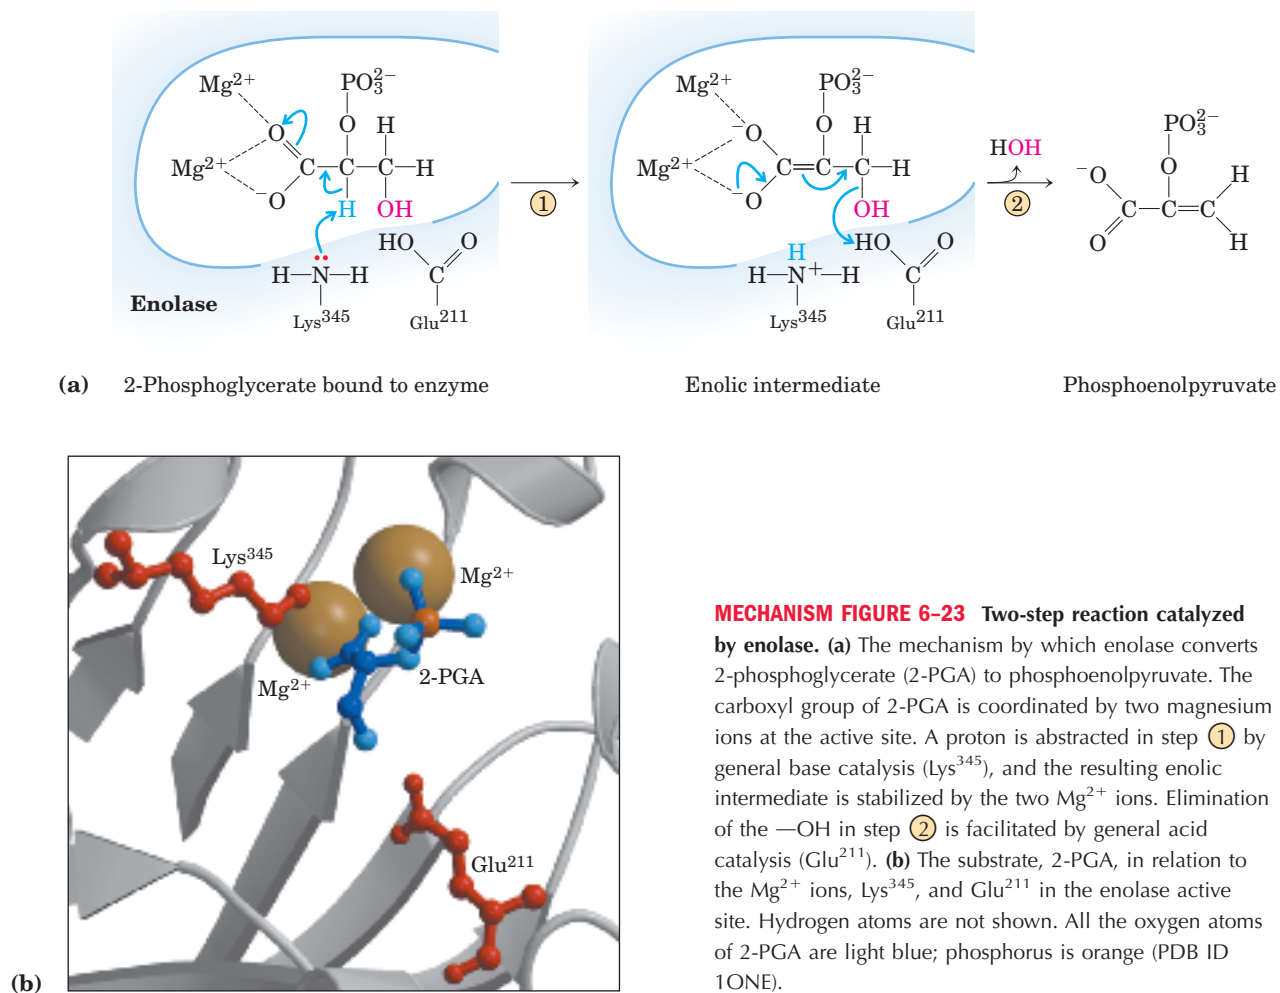 Mg²⁺
PO₃²⁻
O
O
H
C—C—C—H
⁻O
H
OH
Mg²⁺
HO
O
H—N—H
C
Enolase
Lys³⁴⁵
Glu²¹¹
1
Mg²⁺
PO₃²⁻
⁻O
O
H
C=C—C—H
⁻O
OH
Mg²⁺
H
HO
O
H—N⁺—H
C
Lys³⁴⁵
Glu²¹¹
HOH
2
PO₃²⁻
⁻O
O
H
C—C=C
O
H
(a) 2-Phosphoglycerate bound to enzyme
Enolic intermediate
Phosphoenolpyruvate
Lys³⁴⁵
Mg²⁺
Mg²⁺
2-PGA
Glu²¹¹
(b)
MECHANISM FIGURE 6–23 Two-step reaction catalyzed
by enolase. (a) The mechanism by which enolase converts
2-phosphoglycerate (2-PGA) to phosphoenolpyruvate. The
carboxyl group of 2-PGA is coordinated by two magnesium
ions at the active site. A proton is abstracted in step 1 by
general base catalysis (Lys³⁴⁵), and the resulting enolic
intermediate is stabilized by the two Mg²⁺ ions. Elimination
of the —OH in step 2 is facilitated by general acid
catalysis (Glu²¹¹). (b) The substrate, 2-PGA, in relation to
the Mg²⁺ ions, Lys³⁴⁵, and Glu²¹¹ in the enolase active
site. Hydrogen atoms are not shown. All the oxygen atoms
of 2-PGA are light blue; phosphorus is orange (PDB ID
1ONE).